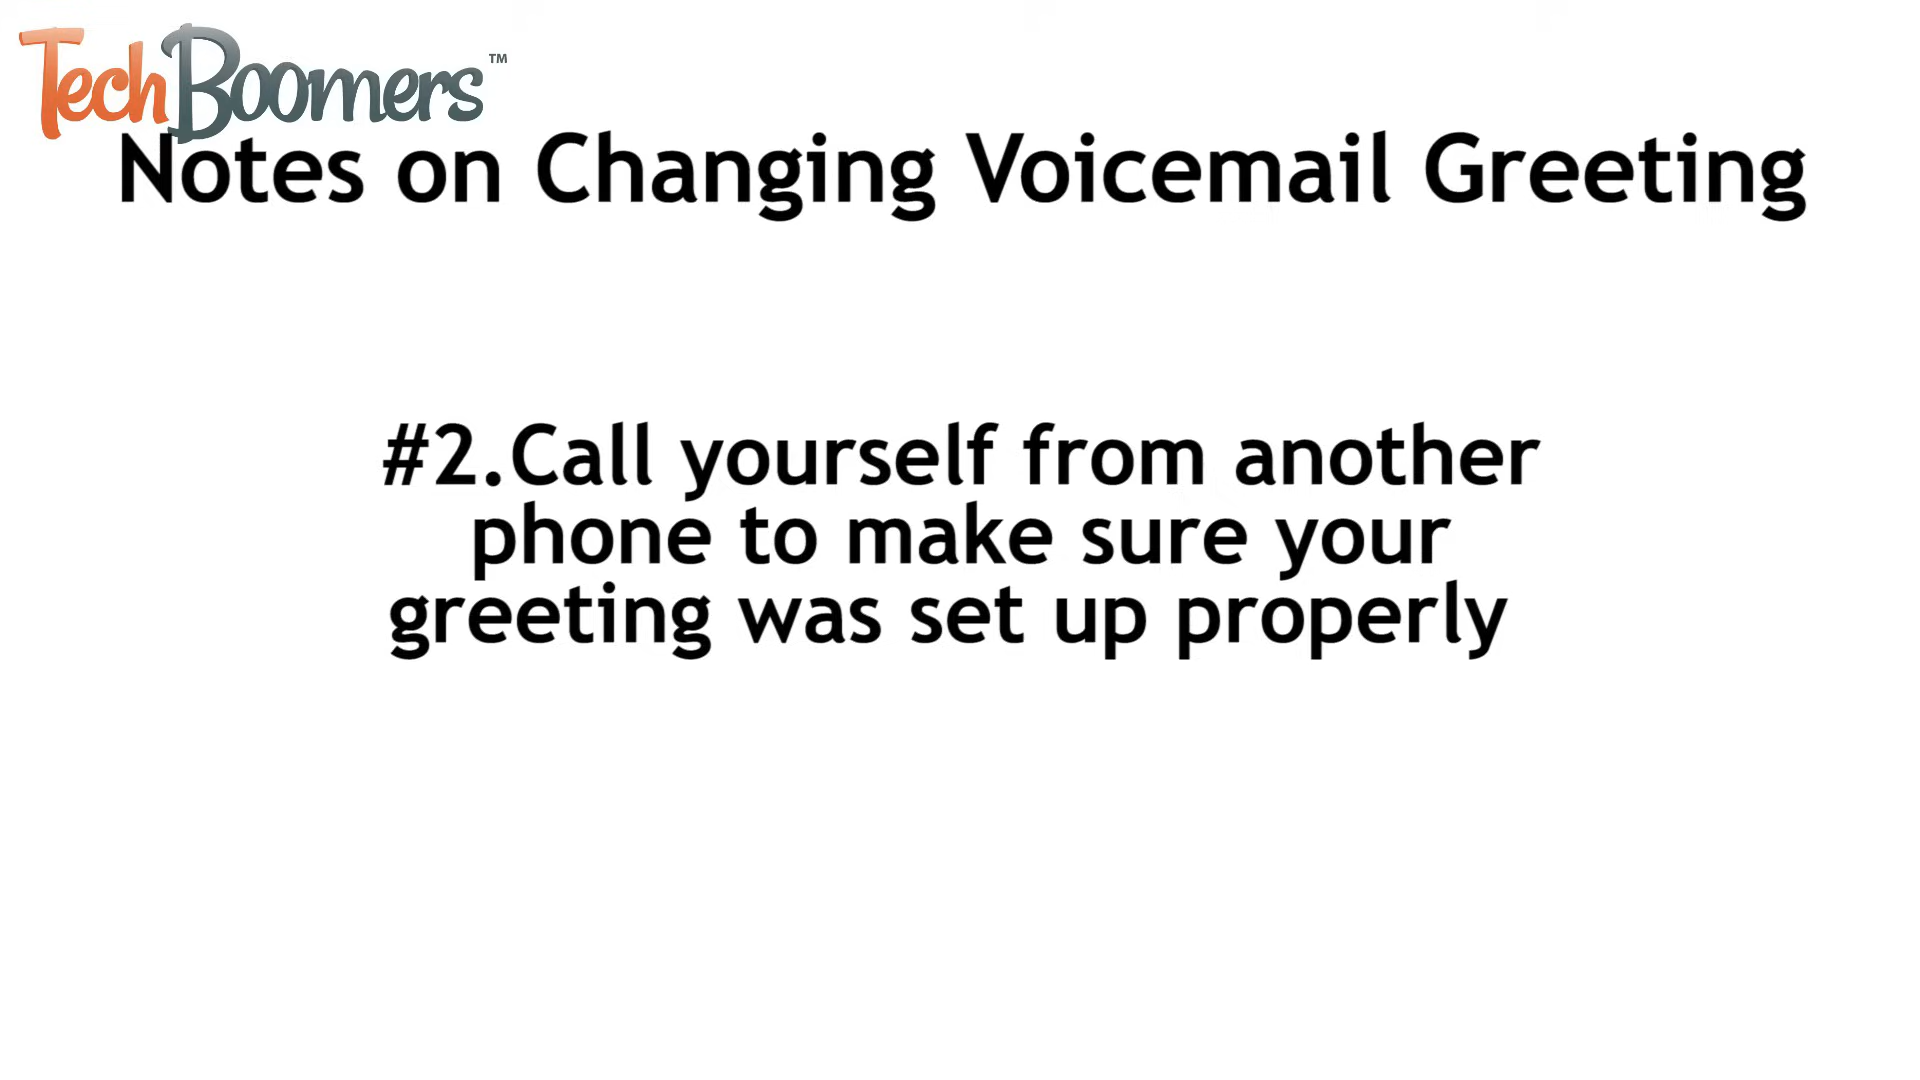 TechBoomers™
Notes on Changing Voicemail Greeting
#2.Call yourself from another
phone to make sure your
greeting was set up properly